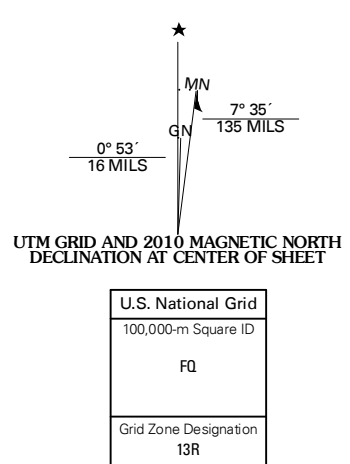 ★
MN
7° 35´
135 MILS
GN
0° 53´
16 MILS
UTM GRID AND 2010 MAGNETIC NORTH
DECLINATION AT CENTER OF SHEET
U.S. National Grid
100,000-m Square ID
FQ
Grid Zone Designation
13R